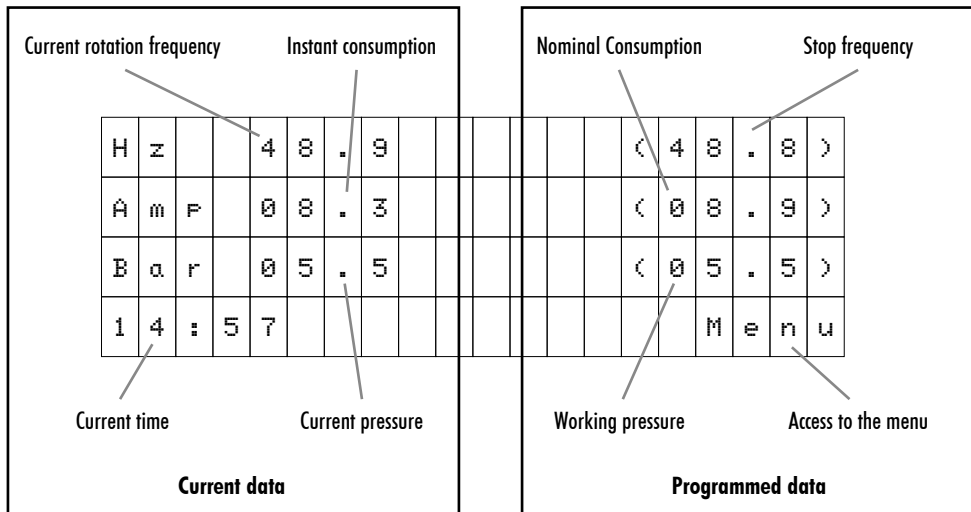 Current rotation frequency Instant consumption Nominal Consumption Stop frequency
Hz 48.9 (48.8)
Amp 08.3 (08.9)
Bar 05.5 (05.5)
14:57 Menu
Current time Current pressure Working pressure Access to the menu
Current data Programmed data